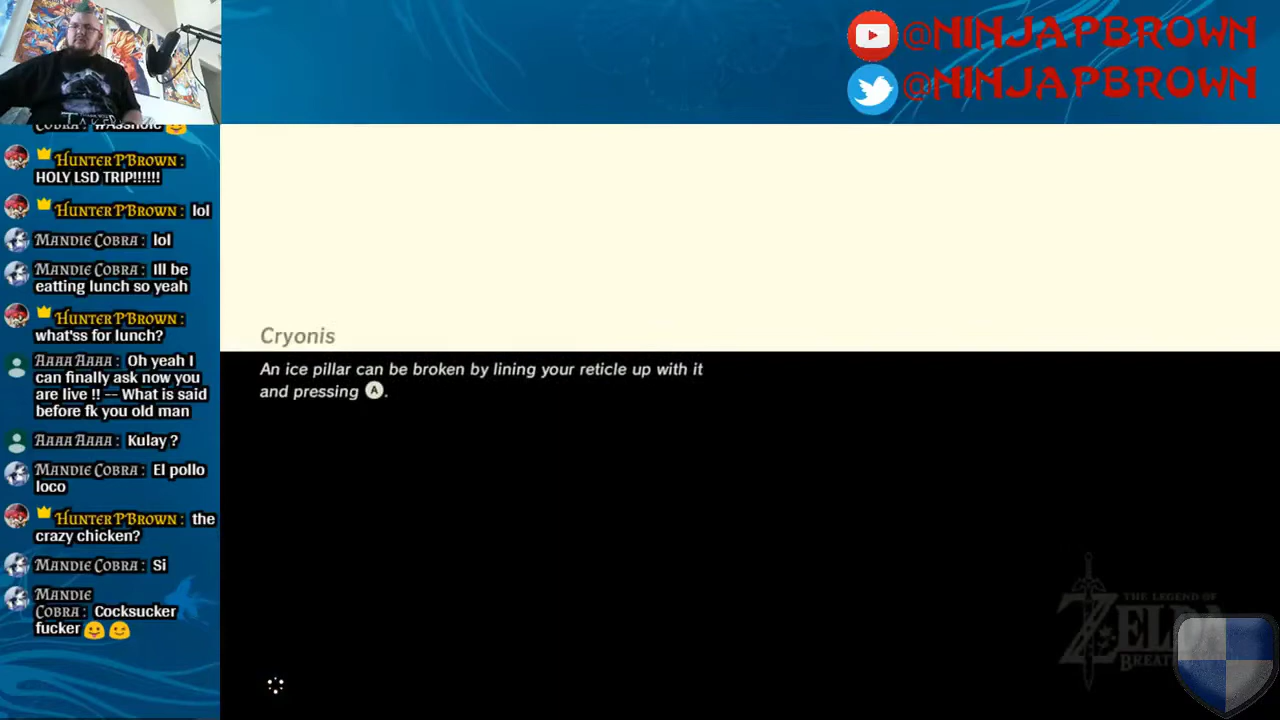 @NINJAPBROWN
@NINJAPBROWN
COBRA: #Asshole
HUNTER P BROWN:
HOLY LSD TRIP!!!!!!
HUNTER P BROWN: lol
MANDIE COBRA: lol
MANDIE COBRA: Ill be
eatting lunch so yeah
HUNTER P BROWN:
what'ss for lunch?
AAAA AAAA: Oh yeah I
can finally ask now you
are live !! -- What is said
before fk you old man
AAAA AAAA: Kulay ?
MANDIE COBRA: El pollo
loco
HUNTER P BROWN: the
crazy chicken?
MANDIE COBRA: Si
MANDIE
COBRA: Cocksucker
fucker 😛 😉
Cryonis
An ice pillar can be broken by lining your reticle up with it
and pressing A.
THE LEGEND OF
ZELDA